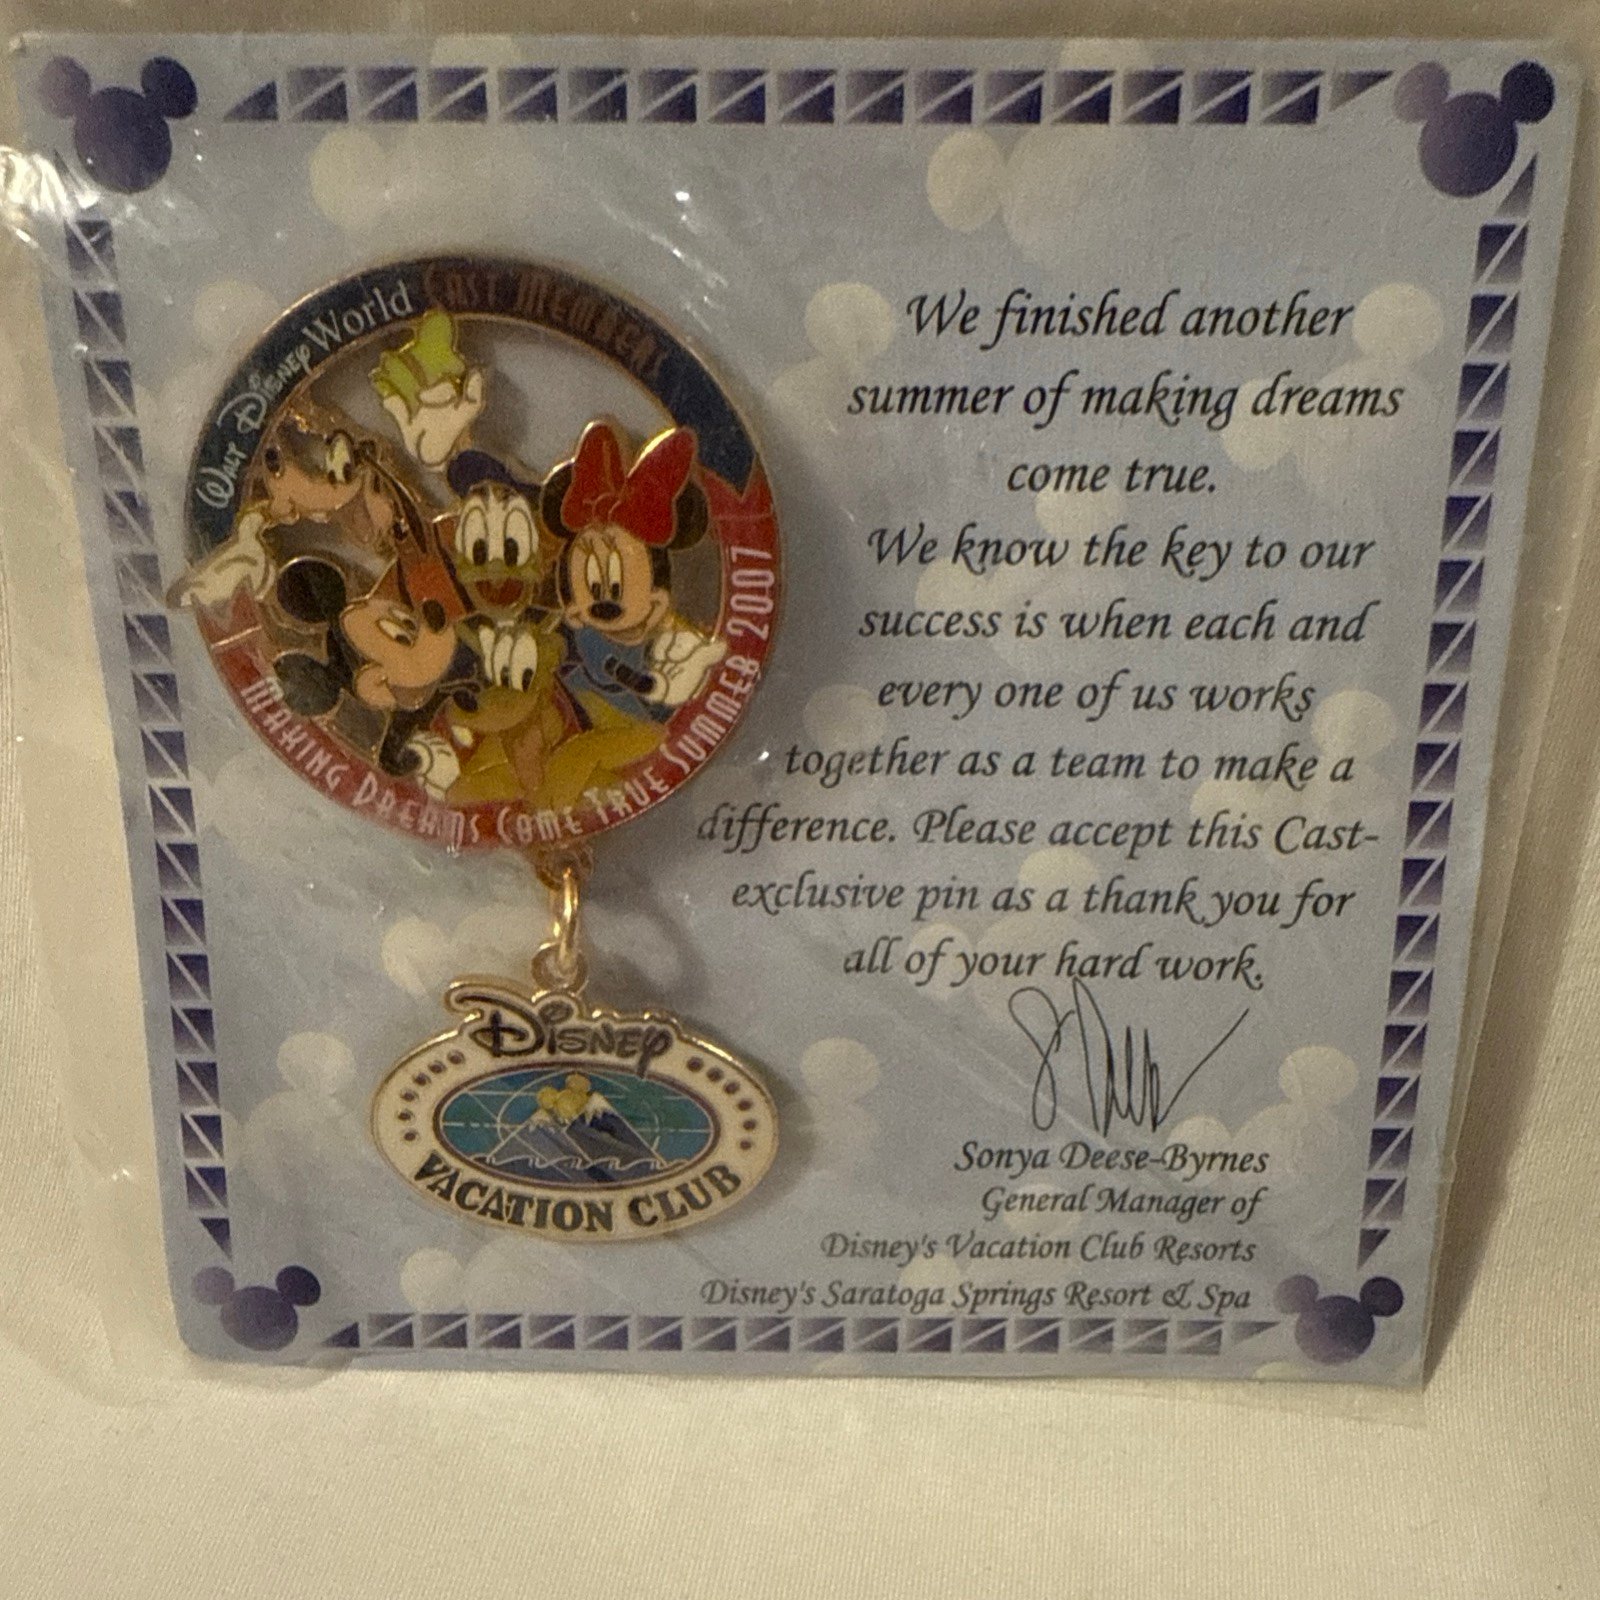 Walt Disney World Cast Members
Making Dreams Come True Summer 2007
Disney
VACATION CLUB
We finished another
summer of making dreams
come true.
We know the key to our
success is when each and
every one of us works
together as a team to make a
difference. Please accept this Cast-
exclusive pin as a thank you for
all of your hard work.
Sonya Deese-Byrnes
General Manager of
Disney's Vacation Club Resorts
Disney's Saratoga Springs Resort & Spa